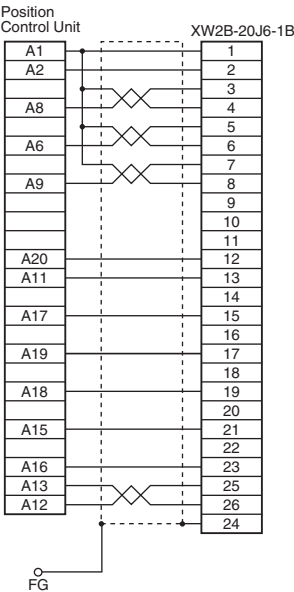 Position
Control Unit
XW2B-20J6-1B
A1 1
A2 2
3
A8 4
5
A6 6
7
A9 8
9
10
11
A20 12
A11 13
14
A17 15
16
A19 17
18
A18 19
20
A15 21
22
A16 23
A13 25
A12 26
24
FG